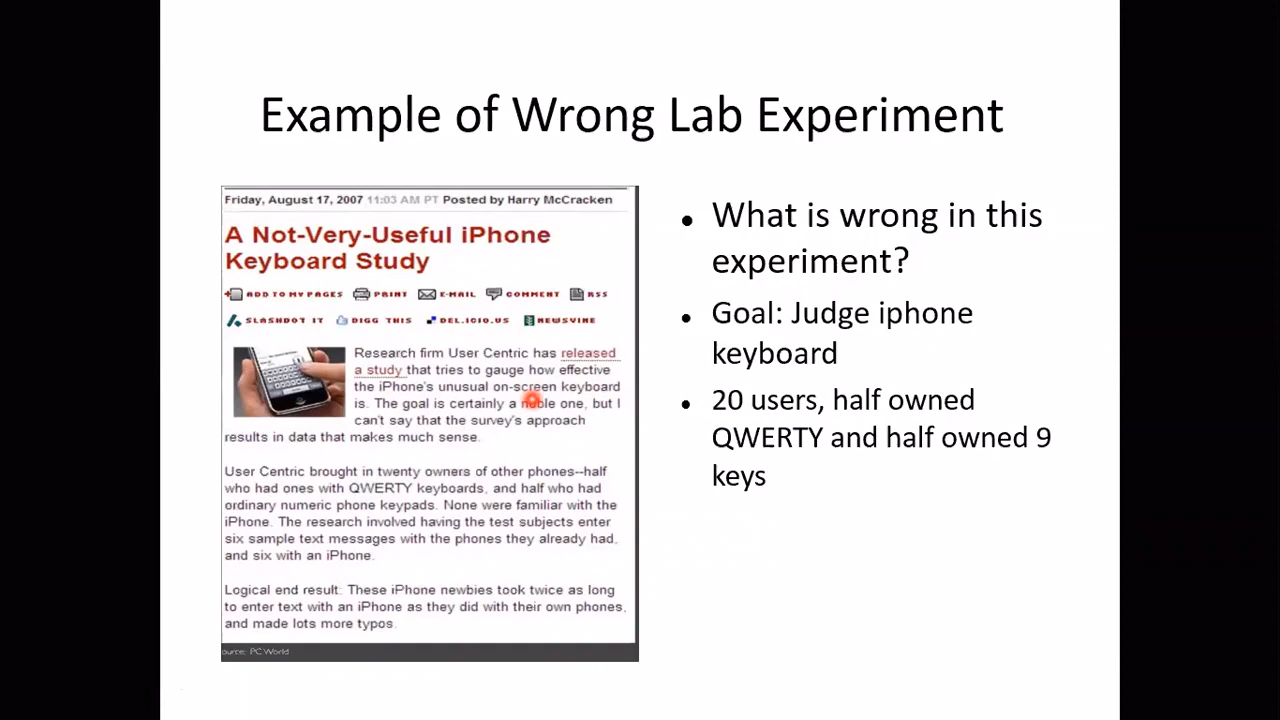 Example of Wrong Lab Experiment
Friday, August 17, 2007 11:03 AM PT Posted by Harry McCracken
A Not-Very-Useful iPhone
Keyboard Study
ADD TO MY PAGES PRINT E-MAIL COMMENT RSS
SLASHDOT IT DIGG THIS DEL.ICIO.US NEWSVINE
Research firm User Centric has released
a study that tries to gauge how effective
the iPhone's unusual on-screen keyboard
is. The goal is certainly a noble one, but I
can't say that the survey's approach
results in data that makes much sense.
User Centric brought in twenty owners of other phones--half
who had ones with QWERTY keyboards, and half who had
ordinary numeric phone keypads. None were familiar with the
iPhone. The research involved having the test subjects enter
six sample text messages with the phones they already had,
and six with an iPhone.
Logical end result: These iPhone newbies took twice as long
to enter text with an iPhone as they did with their own phones,
and made lots more typos.
ource: PC World
• What is wrong in this
experiment?
• Goal: Judge iphone
keyboard
• 20 users, half owned
QWERTY and half owned 9
keys